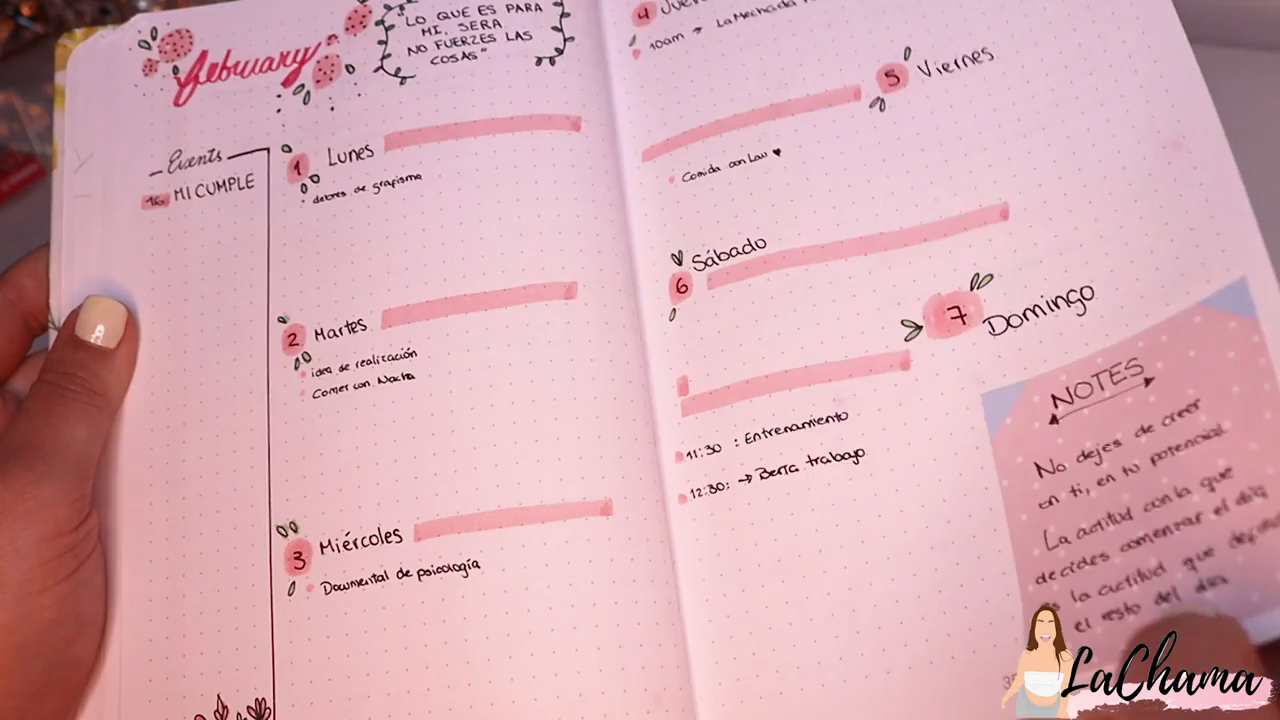 february
"LO QUE ES PARA
MI, SERA.
NO FUERZES LAS
COSAS"
Events
16 MI CUMPLE
1 Lunes
deberes de grafismo
2 Martes
idea de realización
Comer con Nacha
3 Miércoles
Documental de psicología
4
10am → La Mechada
5 Viernes
Comida con Lau ♥
6 Sábado
7 Domingo
11:30 : Entrenamiento
12:30: → Berta trabajo
NOTES
No dejes de creer
en ti, en tu potencial
La actitud con la que
decides comenzar el día
es la actitud que
el resto del día
LaChama